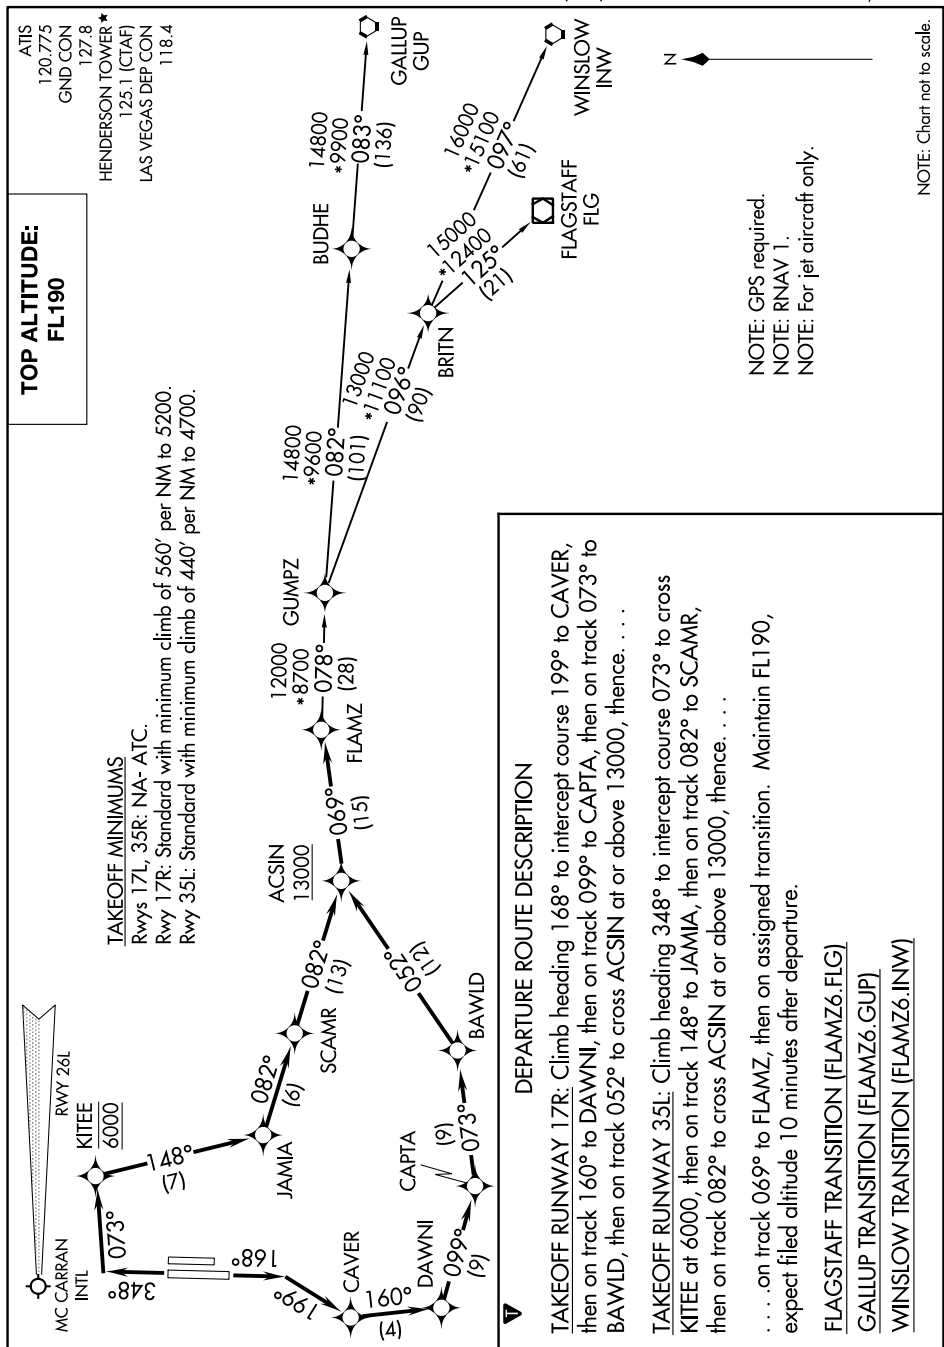 ATIS
120.775
GND CON
127.8
HENDERSON TOWER★
125.1 (CTAF)
LAS VEGAS DEP CON
118.4
TOP ALTITUDE:
FL190
TAKEOFF MINIMUMS
Rwys 17L, 35R: NA- ATC.
Rwy 17R: Standard with minimum climb of 560' per NM to 5200.
Rwy 35L: Standard with minimum climb of 440' per NM to 4700.
MC CARRAN
INTL
RWY 26L
KITEE
6000
073°
348°
168°
199°
148°
(7)
JAMIA
082°
(6)
SCAMR
082°
(13)
ACSIN
13000
CAVER
160°
(4)
DAWNI
099°
(9)
CAPTA
(9)
073°
BAWLD
052°
(12)
069°
(15)
FLAMZ
12000
*8700
078°
(28)
GUMPZ
14800
*9600
082°
(101)
BUDHE
14800
*9900
083°
(136)
GALLUP
GUP
13000
*11100
096°
(90)
BRITN
15000
*12400
125°
(21)
FLAGSTAFF
FLG
16000
*15100
097°
(61)
WINSLOW
INW
N
NOTE: GPS required.
NOTE: RNAV 1.
NOTE: For jet aircraft only.
NOTE: Chart not to scale.
T
DEPARTURE ROUTE DESCRIPTION
TAKEOFF RUNWAY 17R: Climb heading 168° to intercept course 199° to CAVER,
then on track 160° to DAWNI, then on track 099° to CAPTA, then on track 073° to
BAWLD, then on track 052° to cross ACSIN at or above 13000, thence. . . .
TAKEOFF RUNWAY 35L: Climb heading 348° to intercept course 073° to cross
KITEE at 6000, then on track 148° to JAMIA, then on track 082° to SCAMR,
then on track 082° to cross ACSIN at or above 13000, thence. . . .
. . . .on track 069° to FLAMZ, then on assigned transition. Maintain FL190,
expect filed altitude 10 minutes after departure.
FLAGSTAFF TRANSITION (FLAMZ6.FLG)
GALLUP TRANSITION (FLAMZ6.GUP)
WINSLOW TRANSITION (FLAMZ6.INW)